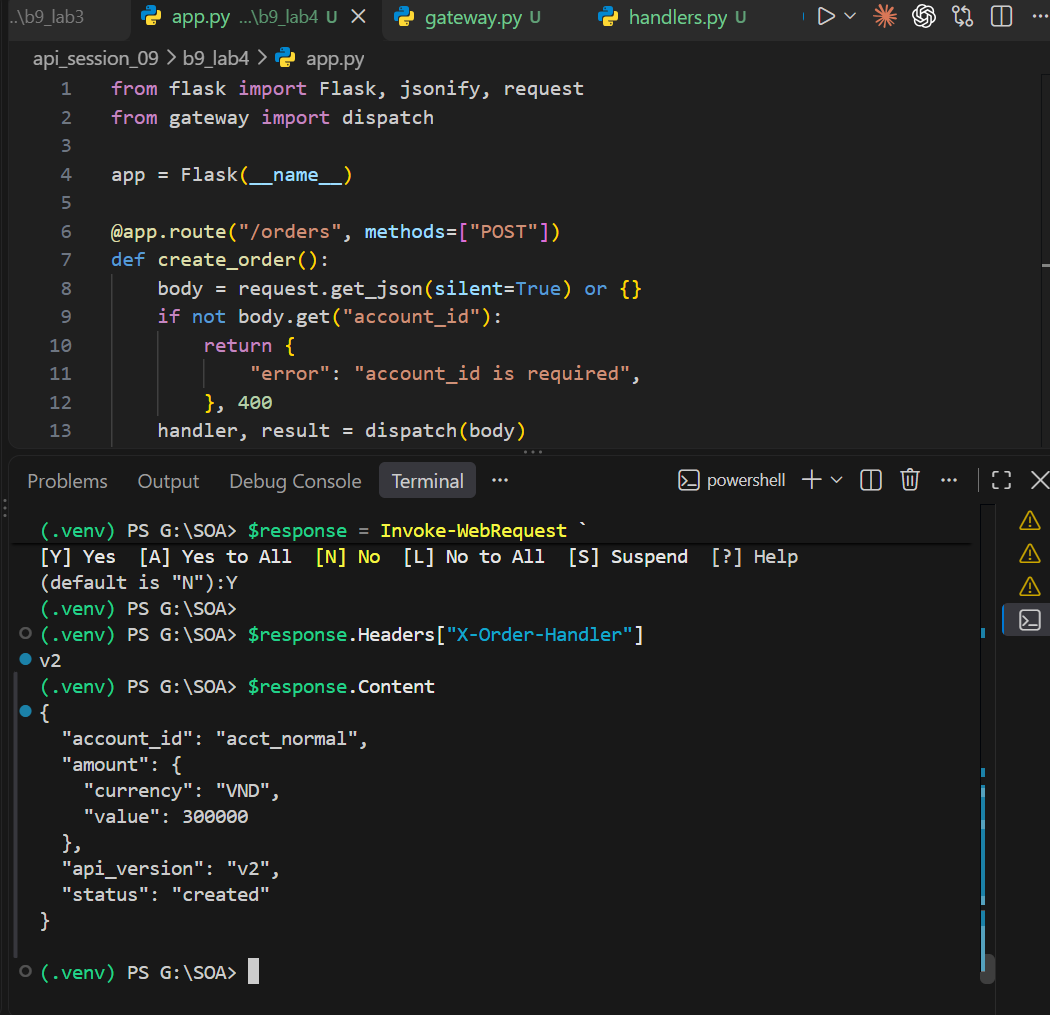 ..\b9_lab3
app.py ...\b9_lab4 U
gateway.py U
handlers.py U
api_session_09 > b9_lab4 > app.py
1 from flask import Flask, jsonify, request
2 from gateway import dispatch
3
4 app = Flask(__name__)
5
6 @app.route("/orders", methods=["POST"])
7 def create_order():
8     body = request.get_json(silent=True) or {}
9     if not body.get("account_id"):
10         return {
11             "error": "account_id is required",
12         }, 400
13     handler, result = dispatch(body)
Problems Output Debug Console Terminal ... powershell
(.venv) PS G:\SOA> $response = Invoke-WebRequest `
[Y] Yes  [A] Yes to All  [N] No  [L] No to All  [S] Suspend  [?] Help
(default is "N"):Y
(.venv) PS G:\SOA>
(.venv) PS G:\SOA> $response.Headers["X-Order-Handler"]
v2
(.venv) PS G:\SOA> $response.Content
{
  "account_id": "acct_normal",
  "amount": {
    "currency": "VND",
    "value": 300000
  },
  "api_version": "v2",
  "status": "created"
}
(.venv) PS G:\SOA>